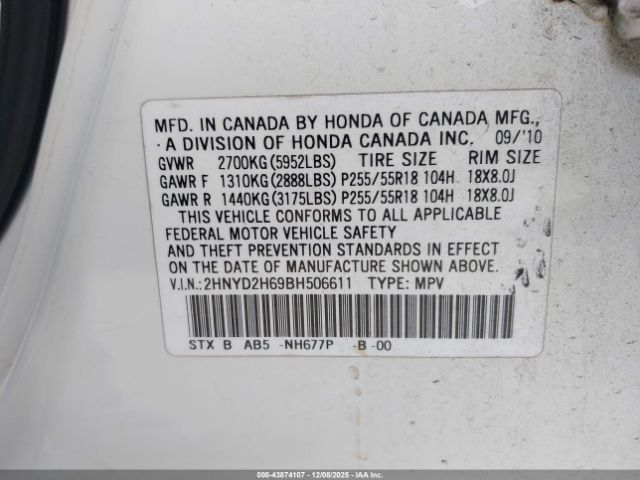 MFD. IN CANADA BY HONDA OF CANADA MFG.,
A DIVISION OF HONDA CANADA INC. 09/'10
GVWR 2700KG(5952LBS) TIRE SIZE RIM SIZE
GAWR F 1310KG(2888LBS) P255/55R18 104H 18X8.0J
GAWR R 1440KG(3175LBS) P255/55R18 104H 18X8.0J
THIS VEHICLE CONFORMS TO ALL APPLICABLE
FEDERAL MOTOR VEHICLE SAFETY
AND THEFT PREVENTION STANDARDS IN EFFECT
ON THE DATE OF MANUFACTURE SHOWN ABOVE.
V.I.N.: 2HNYD2H69BH506611 TYPE: MPV
STX B AB5 -NH677P -B -00
000-43874107 - 12/08/2025 - IAA Inc.